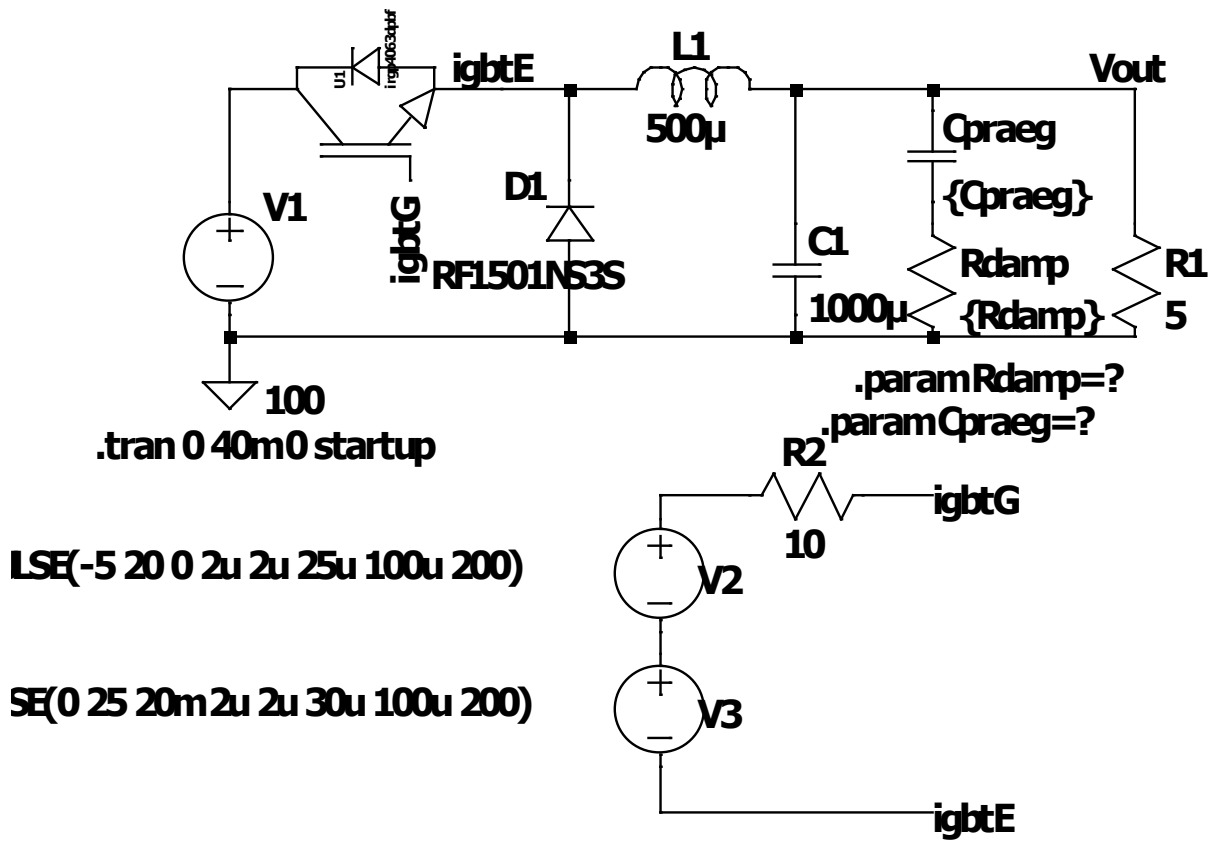 U1
irgp4063dpbf
igbtE
L1
Vout
500µ
Cpraeg
{Cpraeg}
V1
igbtG
D1
RF1501NS3S
C1
1000µ
Rdamp
{Rdamp}
R1
5
100
.tran 0 40m 0 startup
.param Rdamp=?
.param Cpraeg=?
R2
igbtG
10
LSE(-5 20 0 2u 2u 25u 100u 200)
V2
SE(0 25 20m 2u 2u 30u 100u 200)
V3
igbtE